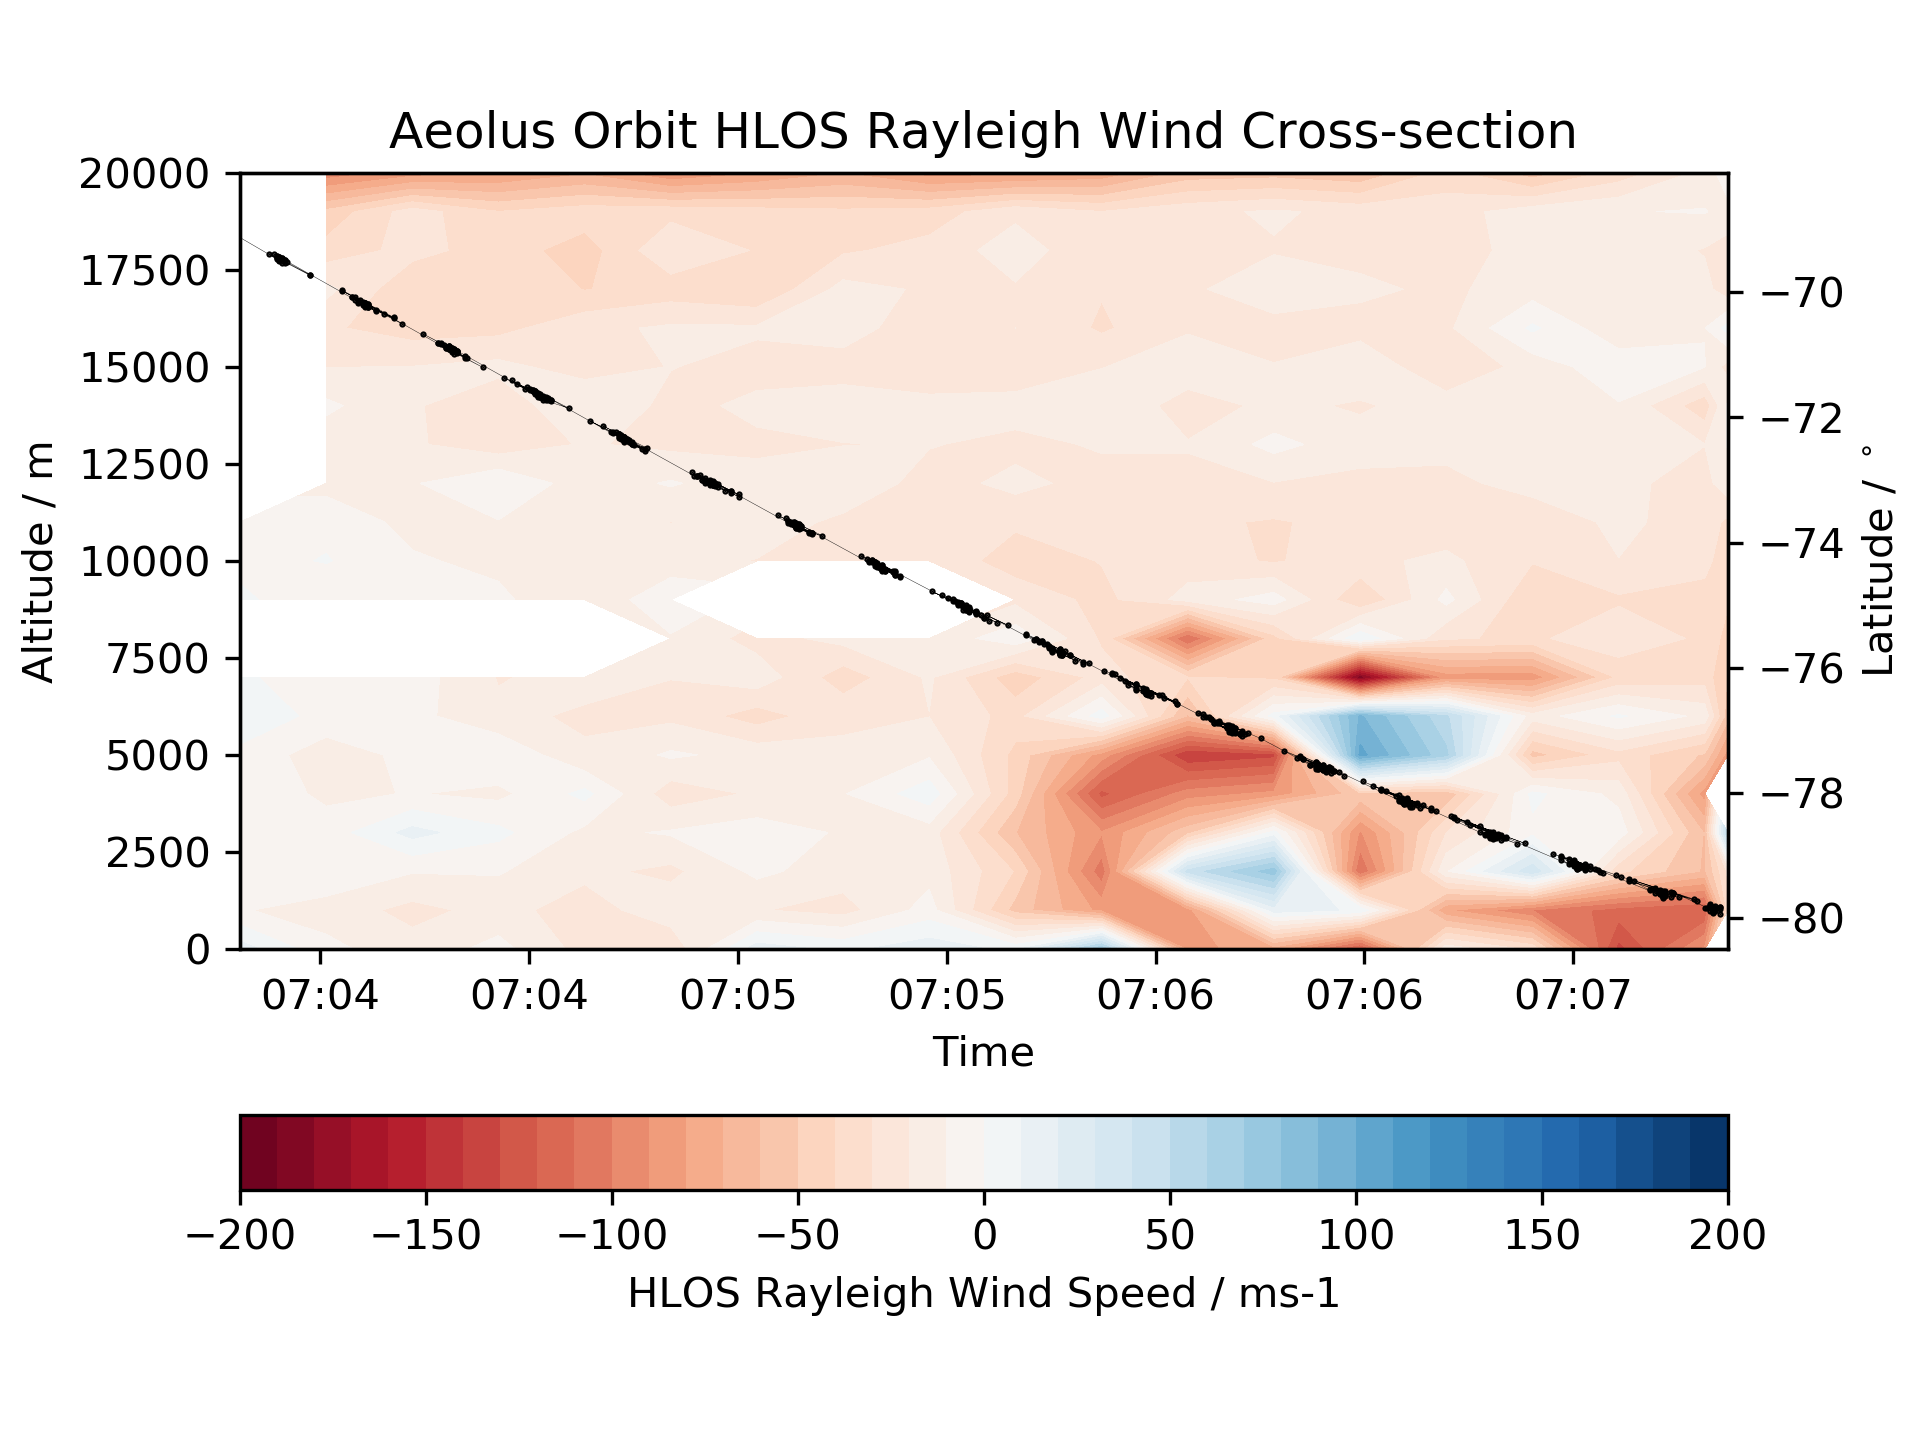 Aeolus Orbit HLOS Rayleigh Wind Cross-section
20000
17500
15000
12500
10000
7500
5000
2500
0
Altitude / m
−70
−72
−74
−76
−78
−80
Latitude / °
07:04 07:04 07:05 07:05 07:06 07:06 07:07
Time
−200 −150 −100 −50 0 50 100 150 200
HLOS Rayleigh Wind Speed / ms-1